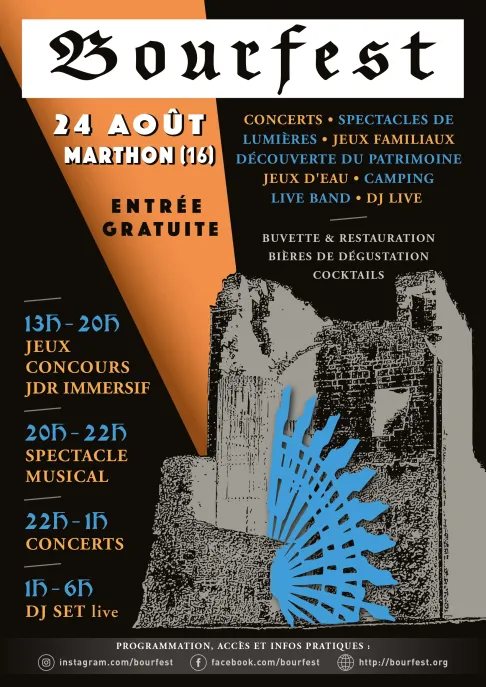 Bourfest
24 AOÛT
MARTHON (16)
ENTRÉE
GRATUITE
CONCERTS • SPECTACLES DE
LUMIÈRES • JEUX FAMILIAUX
DÉCOUVERTE DU PATRIMOINE
JEUX D'EAU • CAMPING
LIVE BAND • DJ LIVE
BUVETTE & RESTAURATION
BIÈRES DE DÉGUSTATION
COCKTAILS
13H - 20H
JEUX
CONCOURS
JDR IMMERSIF
20H - 22H
SPECTACLE
MUSICAL
22H - 1H
CONCERTS
1H - 6H
DJ SET live
PROGRAMMATION, ACCÈS ET INFOS PRATIQUES :
instagram.com/bourfest facebook.com/bourfest http://bourfest.org